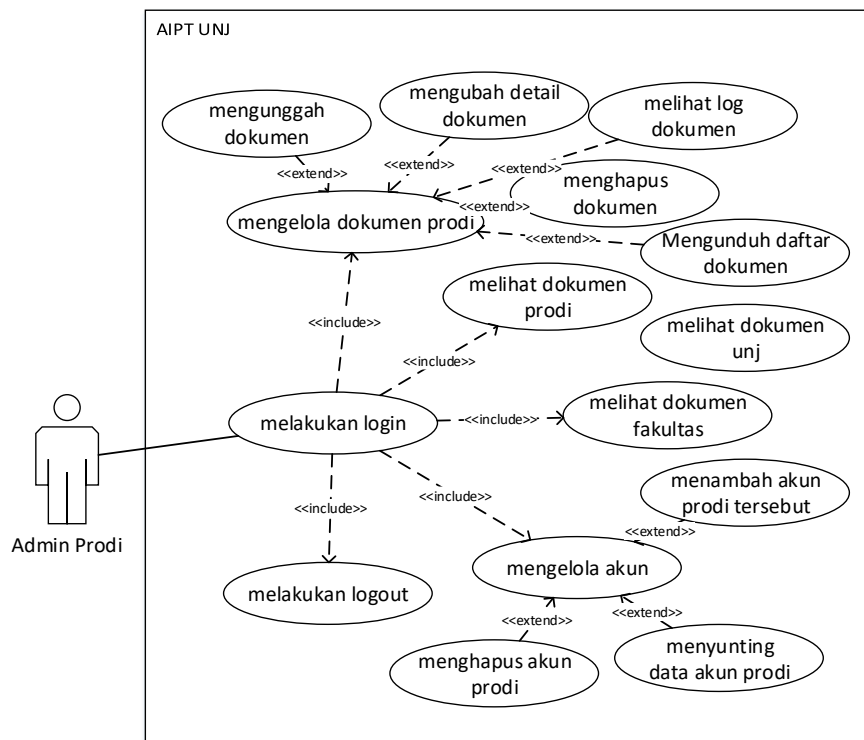 AIPT UNJ
mengunggah
dokumen
mengubah detail
dokumen
melihat log
dokumen
<<extend>>
<<extend>>
<<extend>>
menghapus
dokumen
<<extend>>
mengelola dokumen prodi
<<extend>>
Mengunduh daftar
dokumen
melihat dokumen
prodi
<<include>>
melihat dokumen
unj
<<include>>
melakukan login
<<include>>
melihat dokumen
fakultas
<<include>>
<<include>>
menambah akun
prodi tersebut
<<extend>>
Admin Prodi
melakukan logout
mengelola akun
<<extend>>
<<extend>>
menghapus akun
prodi
menyunting
data akun prodi